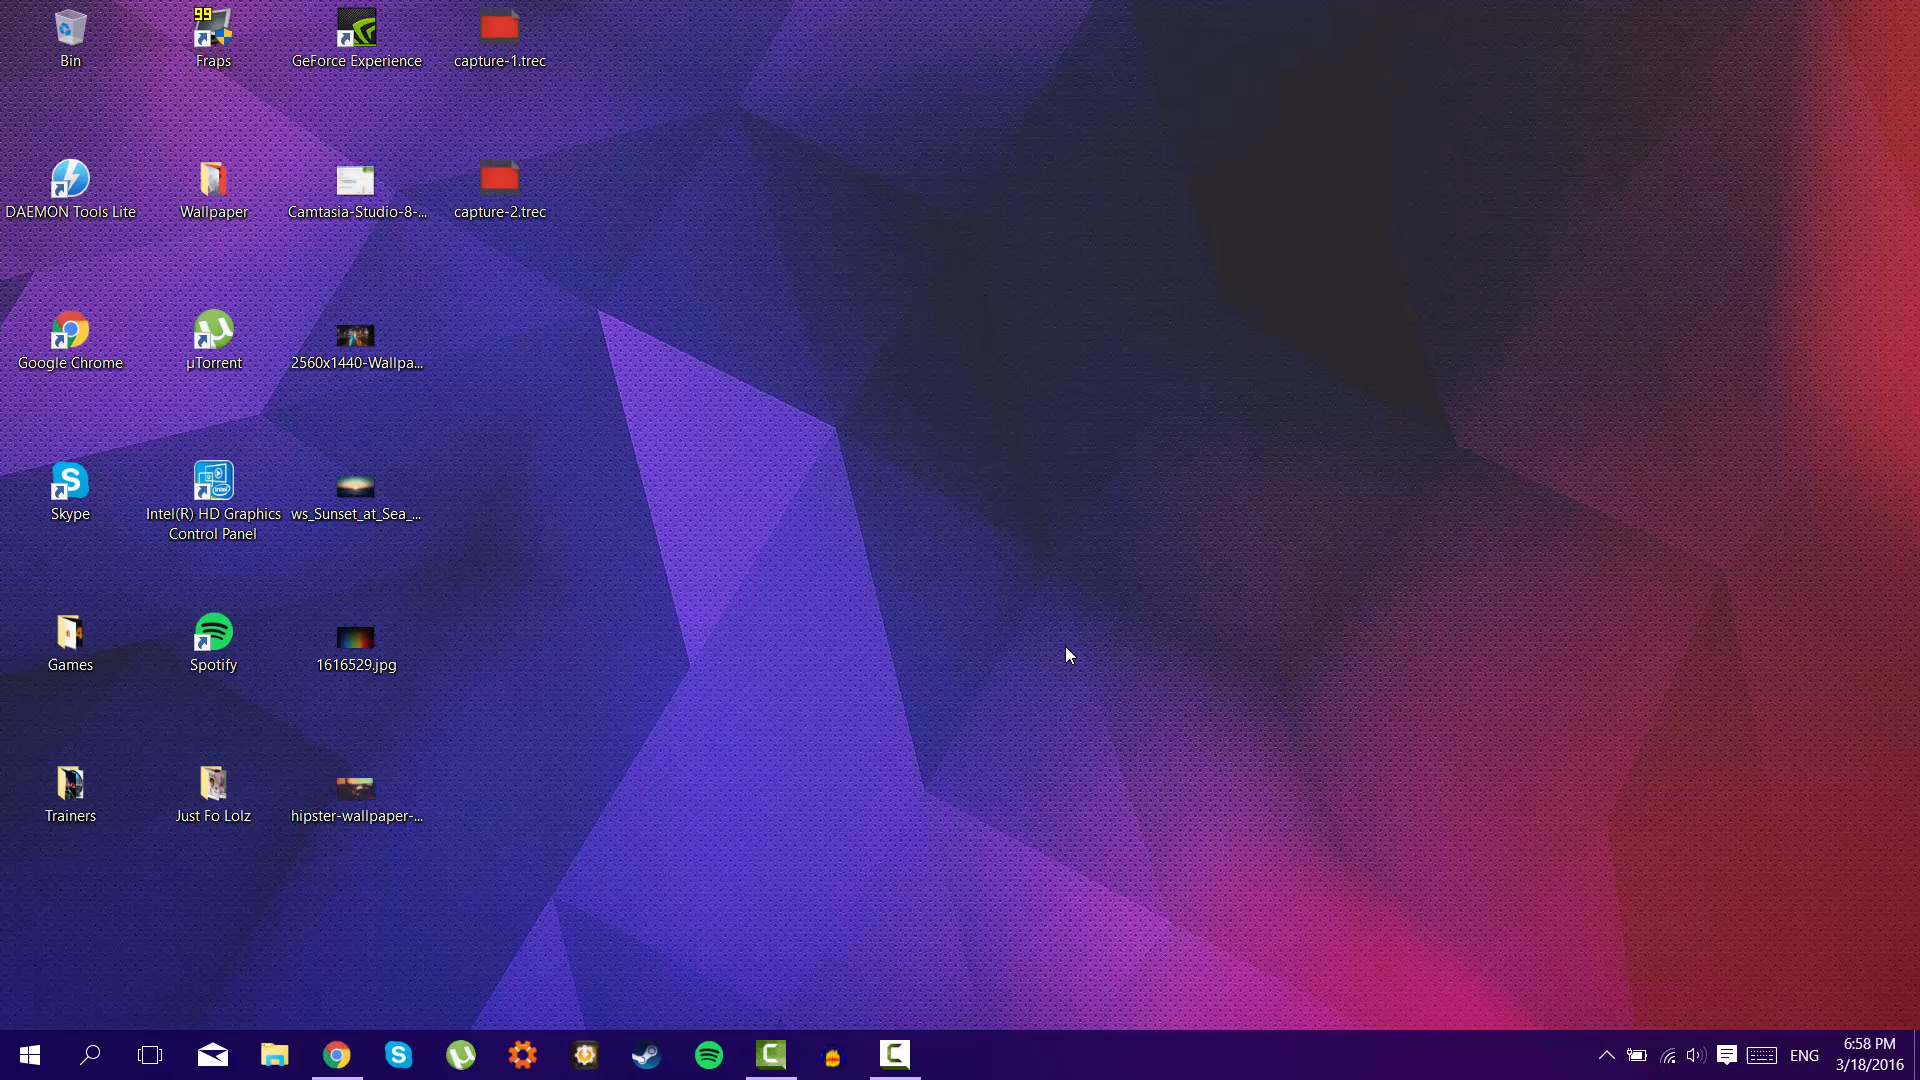 99
Bin
Fraps
GeForce Experience
capture-1.trec
DAEMON Tools Lite
Wallpaper
Camtasia-Studio-8-...
capture-2.trec
Google Chrome
µTorrent
2560x1440-Wallpa...
Skype
Intel(R) HD Graphics
Control Panel
ws_Sunset_at_Sea_...
Games
Spotify
1616529.jpg
Trainers
Just Fo Lolz
hipster-wallpaper-...
ENG
6:58 PM
3/18/2016